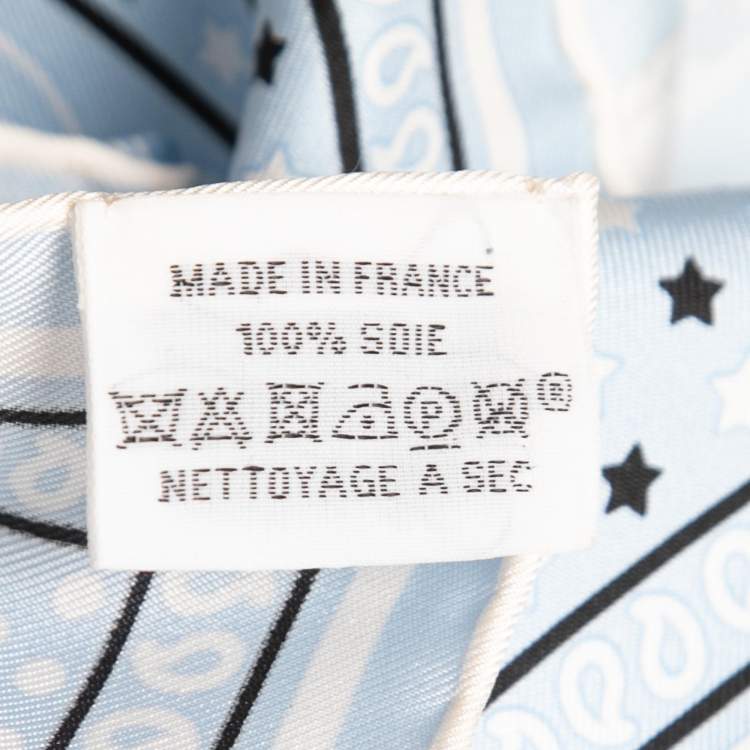 MADE IN FRANCE
100% SOIE
P ®
NETTOYAGE A SEC